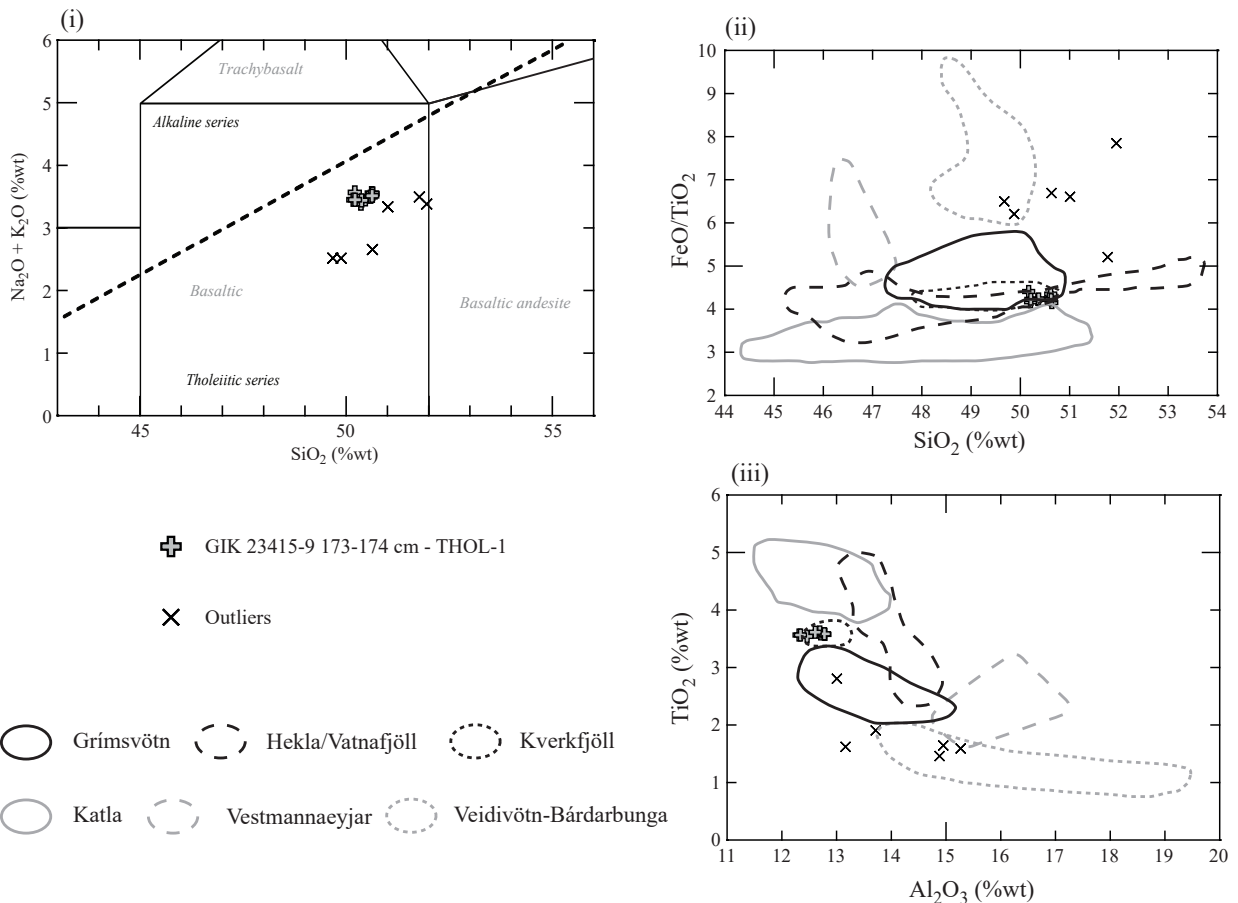 (i)
6
5
4
3
2
1
0
Na₂O + K₂O (%wt)
Trachybasalt
Alkaline series
Basaltic
Basaltic andesite
Tholeiitic series
45
50
55
SiO₂ (%wt)
(ii)
10
9
8
7
6
5
4
3
2
FeO/TiO₂
44
45
46
47
48
49
50
51
52
53
54
SiO₂ (%wt)
GIK 23415-9 173-174 cm - THOL-1
Outliers
Grímsvötn
Hekla/Vatnafjöll
Kverkfjöll
Katla
Vestmannaeyjar
Veidivötn-Bárdarbunga
(iii)
6
5
4
3
2
1
0
TiO₂ (%wt)
11
12
13
14
15
16
17
18
19
20
Al₂O₃ (%wt)